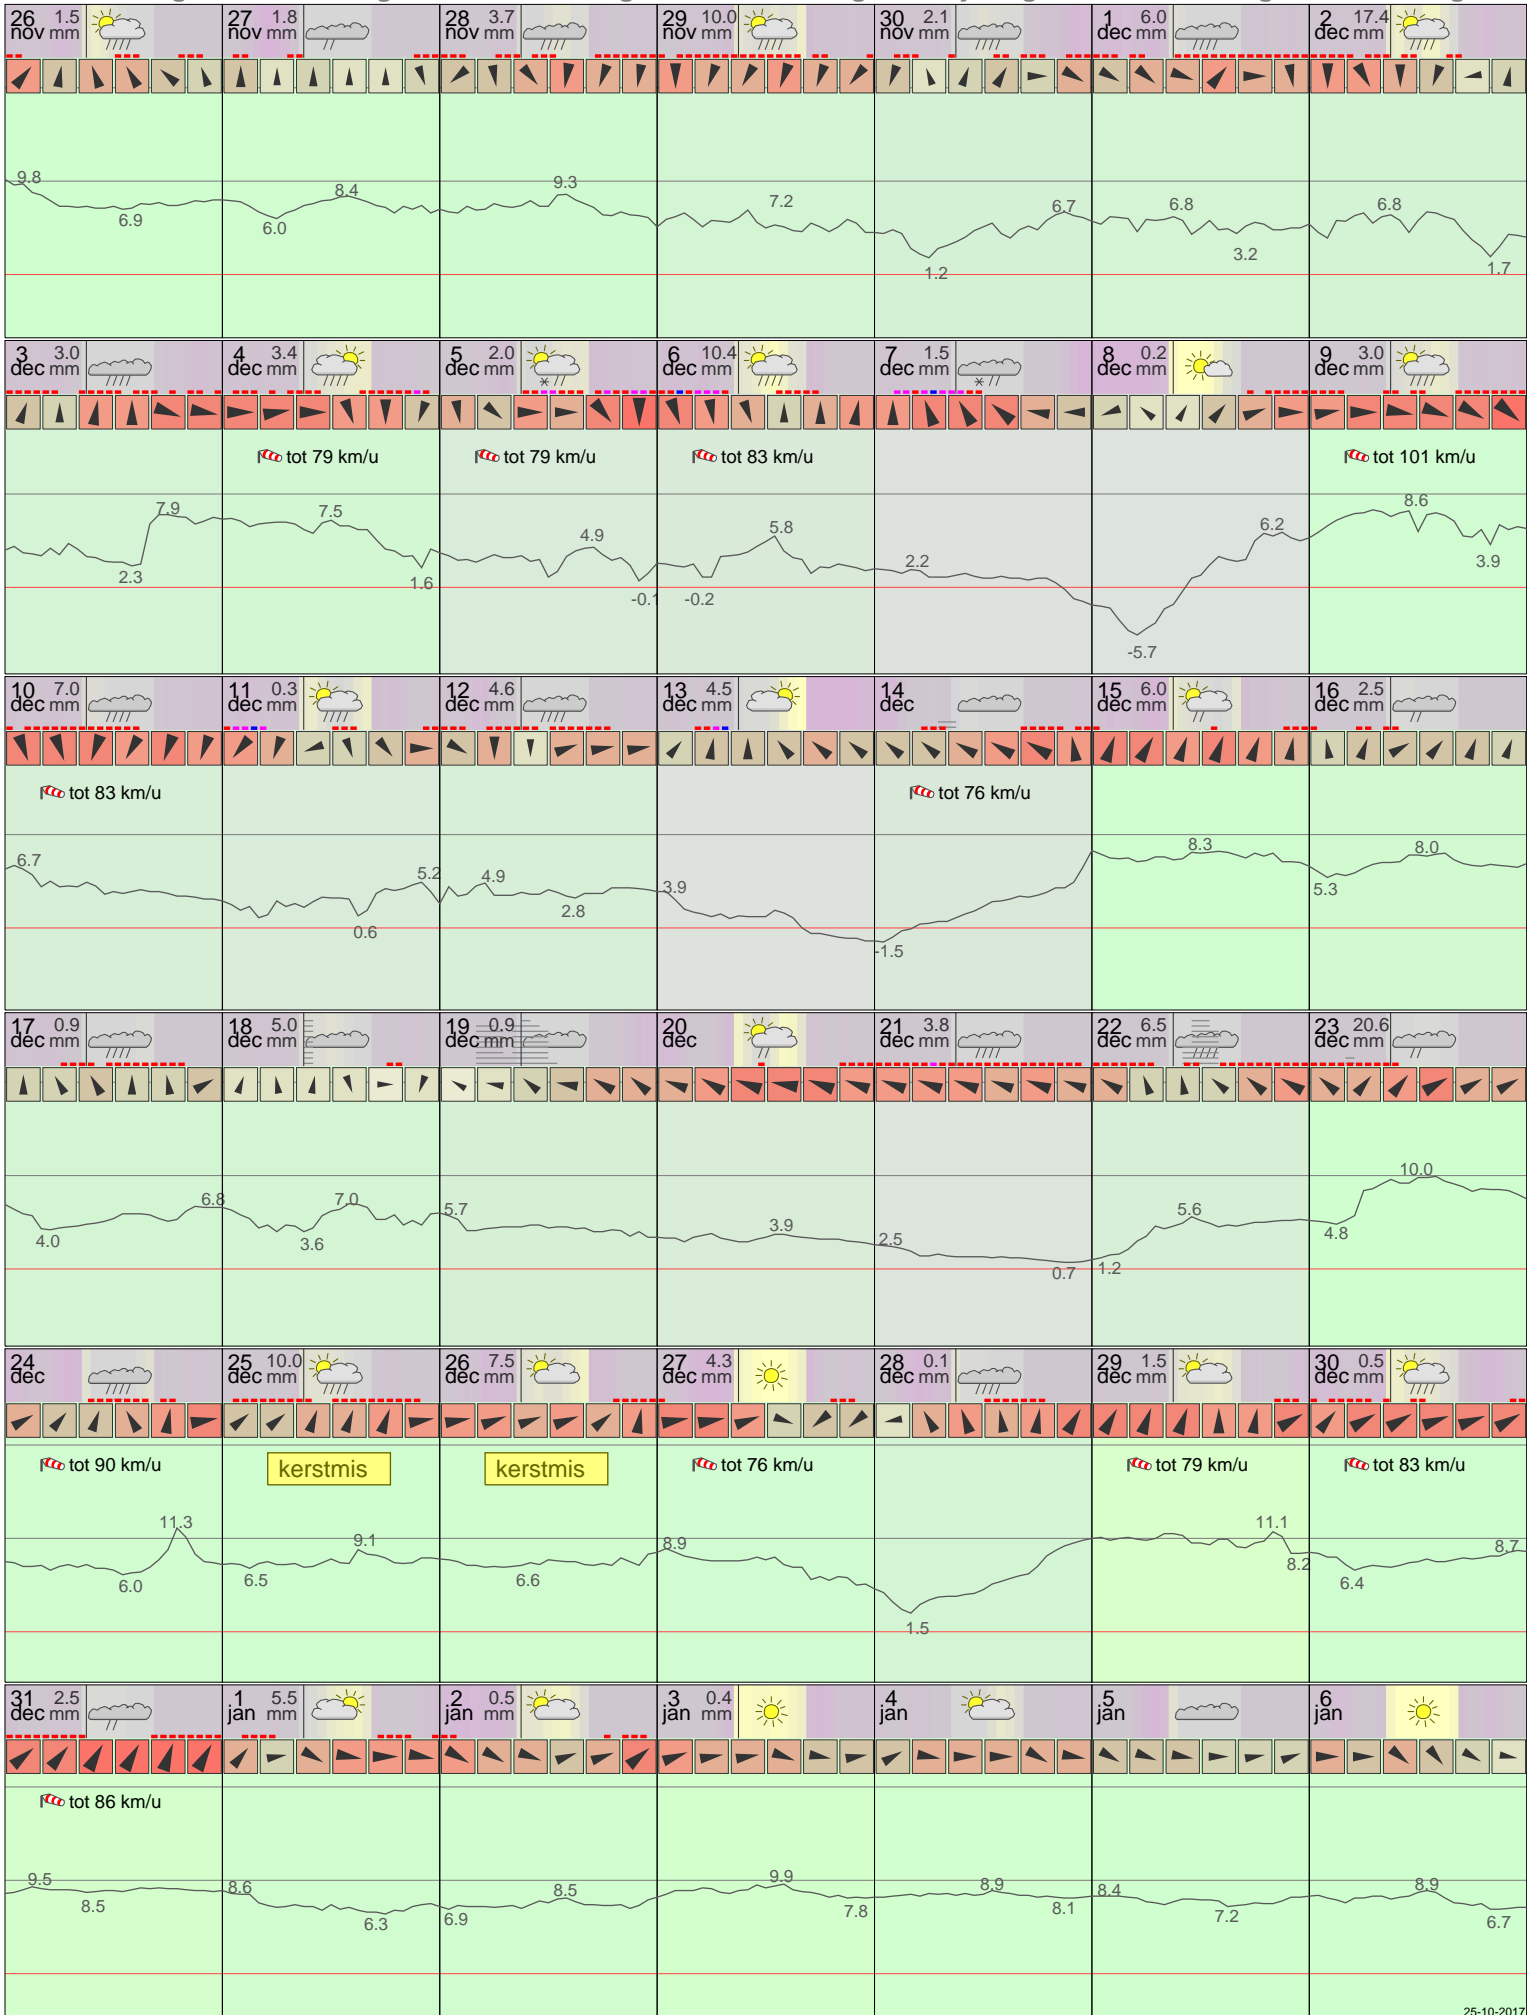 26 nov 1.5 mm
27 nov 1.8 mm
28 nov 3.7 mm
29 nov 10.0 mm
30 nov 2.1 mm
1 dec 6.0 mm
2 dec 17.4 mm
9.8 6.9 6.0 8.4 9.3 7.2 1.2 6.7 6.8 3.2 6.8 1.7
3 dec 3.0 mm
4 dec 3.4 mm
5 dec 2.0 mm
6 dec 10.4 mm
7 dec 1.5 mm
8 dec 0.2 mm
9 dec 3.0 mm
tot 79 km/u
tot 79 km/u
tot 83 km/u
tot 101 km/u
2.3 7.9 7.5 1.6 4.9 -0.1 -0.2 5.8 2.2 -5.7 6.2 8.6 3.9
10 dec 7.0 mm
11 dec 0.3 mm
12 dec 4.6 mm
13 dec 4.5 mm
14 dec
15 dec 6.0 mm
16 dec 2.5 mm
tot 83 km/u
tot 76 km/u
6.7 0.6 5.2 4.9 2.8 3.9 -1.5 8.3 5.3 8.0
17 dec 0.9 mm
18 dec 5.0 mm
19 dec 0.9 mm
20 dec
21 dec 3.8 mm
22 dec 6.5 mm
23 dec 20.6 mm
4.0 6.8 3.6 7.0 5.7 3.9 2.5 0.7 1.2 5.6 4.8 10.0
24 dec
25 dec 10.0 mm
26 dec 7.5 mm
27 dec 4.3 mm
28 dec 0.1 mm
29 dec 1.5 mm
30 dec 0.5 mm
tot 90 km/u
kerstmis
kerstmis
tot 76 km/u
tot 79 km/u
tot 83 km/u
6.0 11.3 6.5 9.1 6.6 8.9 1.5 11.1 8.2 6.4 8.7
31 dec 2.5 mm
1 jan 5.5 mm
2 jan 0.5 mm
3 jan 0.4 mm
4 jan
5 jan
6 jan
tot 86 km/u
9.5 8.5 8.6 6.3 6.9 8.5 9.9 7.8 8.9 8.1 8.4 7.2 8.9 6.7
25-10-2017